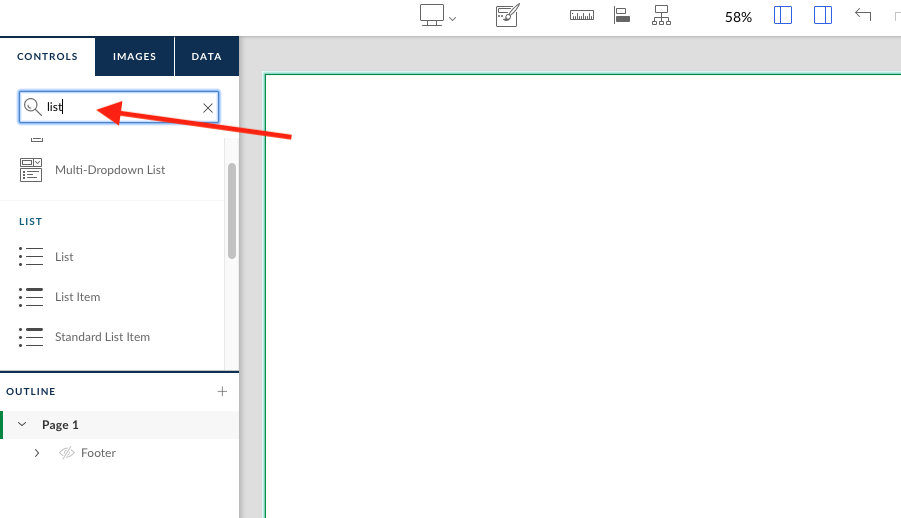 58%
CONTROLS IMAGES DATA
list
Multi-Dropdown List
LIST
List
List Item
Standard List Item
OUTLINE
Page 1
Footer